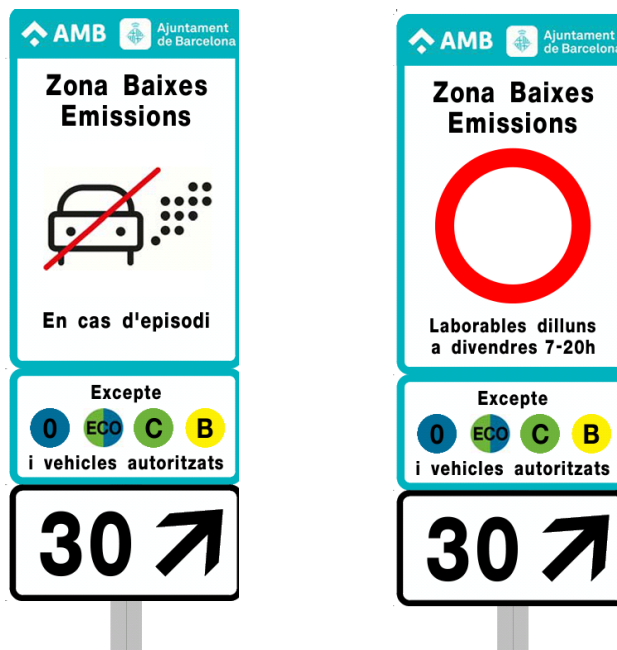 AMB Ajuntament
de Barcelona
Zona Baixes
Emissions
En cas d'episodi
Excepte
0 ECO C B
i vehicles autoritzats
30
AMB Ajuntament
de Barcelona
Zona Baixes
Emissions
Laborables dilluns
a divendres 7-20h
Excepte
0 ECO C B
i vehicles autoritzats
30